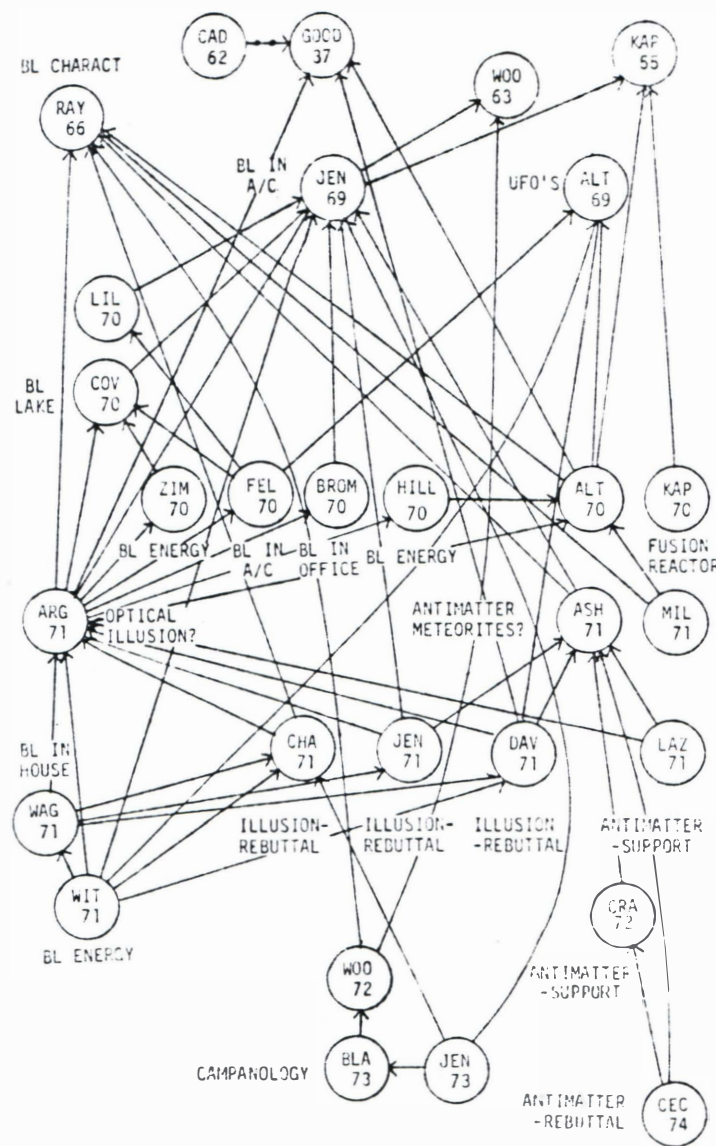 CAD
62
GOOD
37
KAP
55
WOO
63
BL CHARACT
RAY
66
BL IN
A/C
JEN
69
UFO'S
ALT
69
LIL
70
COV
70
BL
LAKE
ZIM
70
FEL
70
BROM
70
HILL
70
ALT
70
KAP
70
BL ENERGY
BL IN
A/C
BL IN
OFFICE
BL ENERGY
FUSION
REACTOR
ARG
71
OPTICAL
ILLUSION?
ANTIMATTER
METEORITES?
ASH
71
MIL
71
BL IN
HOUSE
CHA
71
JEN
71
DAV
71
LAZ
71
WAG
71
ILLUSION-
REBUTTAL
ILLUSION-
REBUTTAL
ILLUSION
-REBUTTAL
ANTIMATTER
-SUPPORT
WIT
71
BL ENERGY
CRA
72
WOO
72
ANTIMATTER
-SUPPORT
CAMPANOLOGY
BLA
73
JEN
73
ANTIMATTER
-REBUTTAL
CEC
74